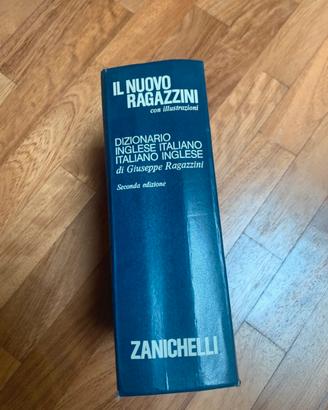 IL NUOVO
RAGAZZINI
con illustrazioni
DIZIONARIO
INGLESE ITALIANO
ITALIANO INGLESE
di Giuseppe Ragazzini
Seconda edizione
ZANICHELLI